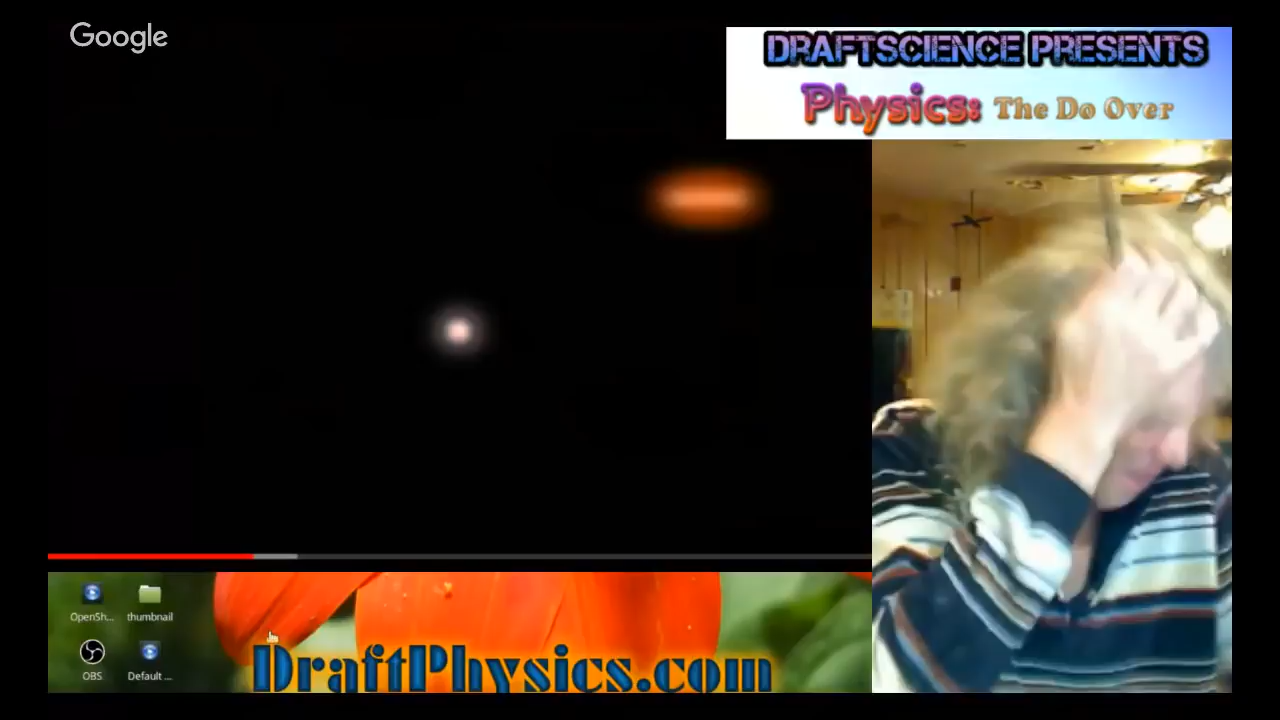 Google
DRAFTSCIENCE PRESENTS
Physics: The Do Over
OpenSh... thumbnail
OBS Default ...
DraftPhysics.com